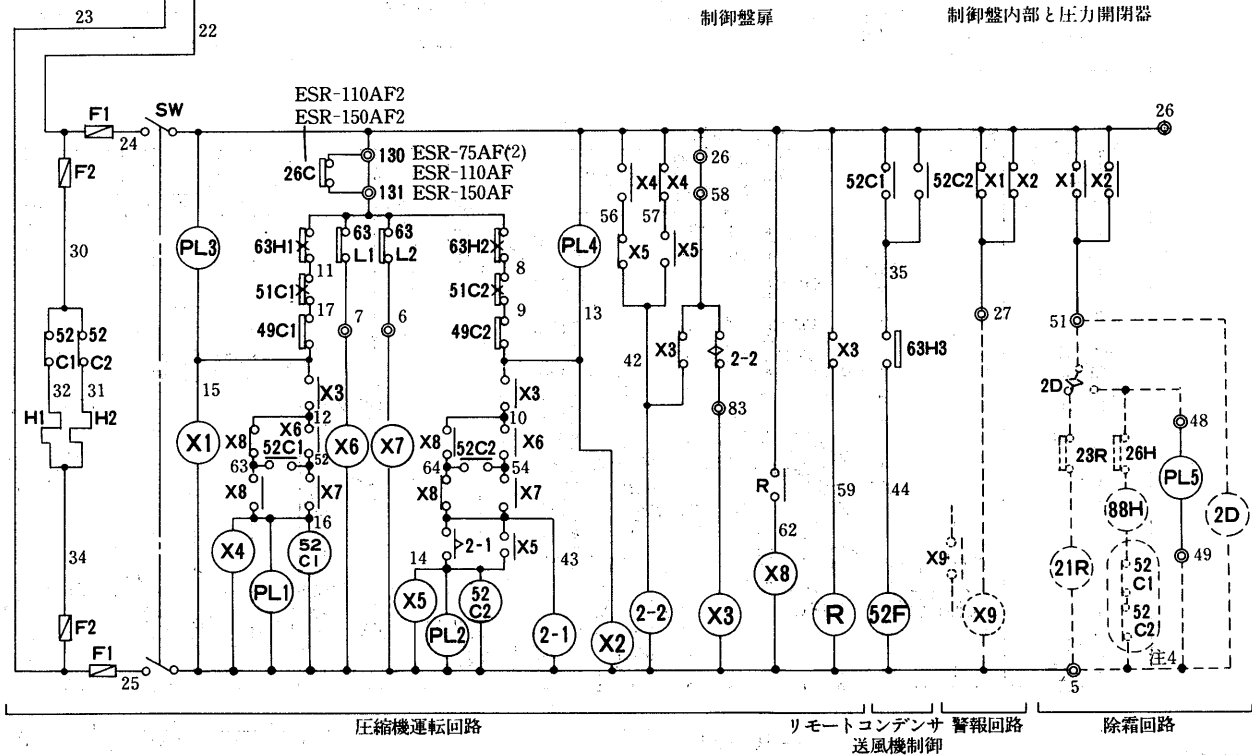 23
22
制御盤扉
制御盤内部と圧力開閉器
ESR-110AF2
ESR-150AF2
F1
SW
24
26
26C
130 ESR-75AF(2)
ESR-110AF
131 ESR-150AF
F2
X4
X4
26
58
52C1
52C2
X1
X2
X1
X2
56
57
30
PL3
63H1
63
L1
63
L2
63H2
PL4
X5
X5
11
8
35
51C1
51C2
17
9
13
27
51
49C1
7
6
49C2
42
X3
2-2
X3
63H3
52
C1
52
C2
32
31
15
X3
X3
83
2D
H1
H2
12
10
48
X1
X8
X6
52C1
X6
X7
X8
52C2
X6
23R
26H
PL5
63
52
64
54
R
59
44
X8
X7
X8
X7
88H
2D
16
62
49
34
X4
52
C1
14
2-1
X5
43
X8
X9
21R
52
C1
PL1
X5
52
C2
R
52F
X9
52
C2
F2
PL2
2-1
X2
2-2
X3
注4
F1
25
5
圧縮機運転回路
リモートコンデンサ
送風機制御
警報回路
除霜回路